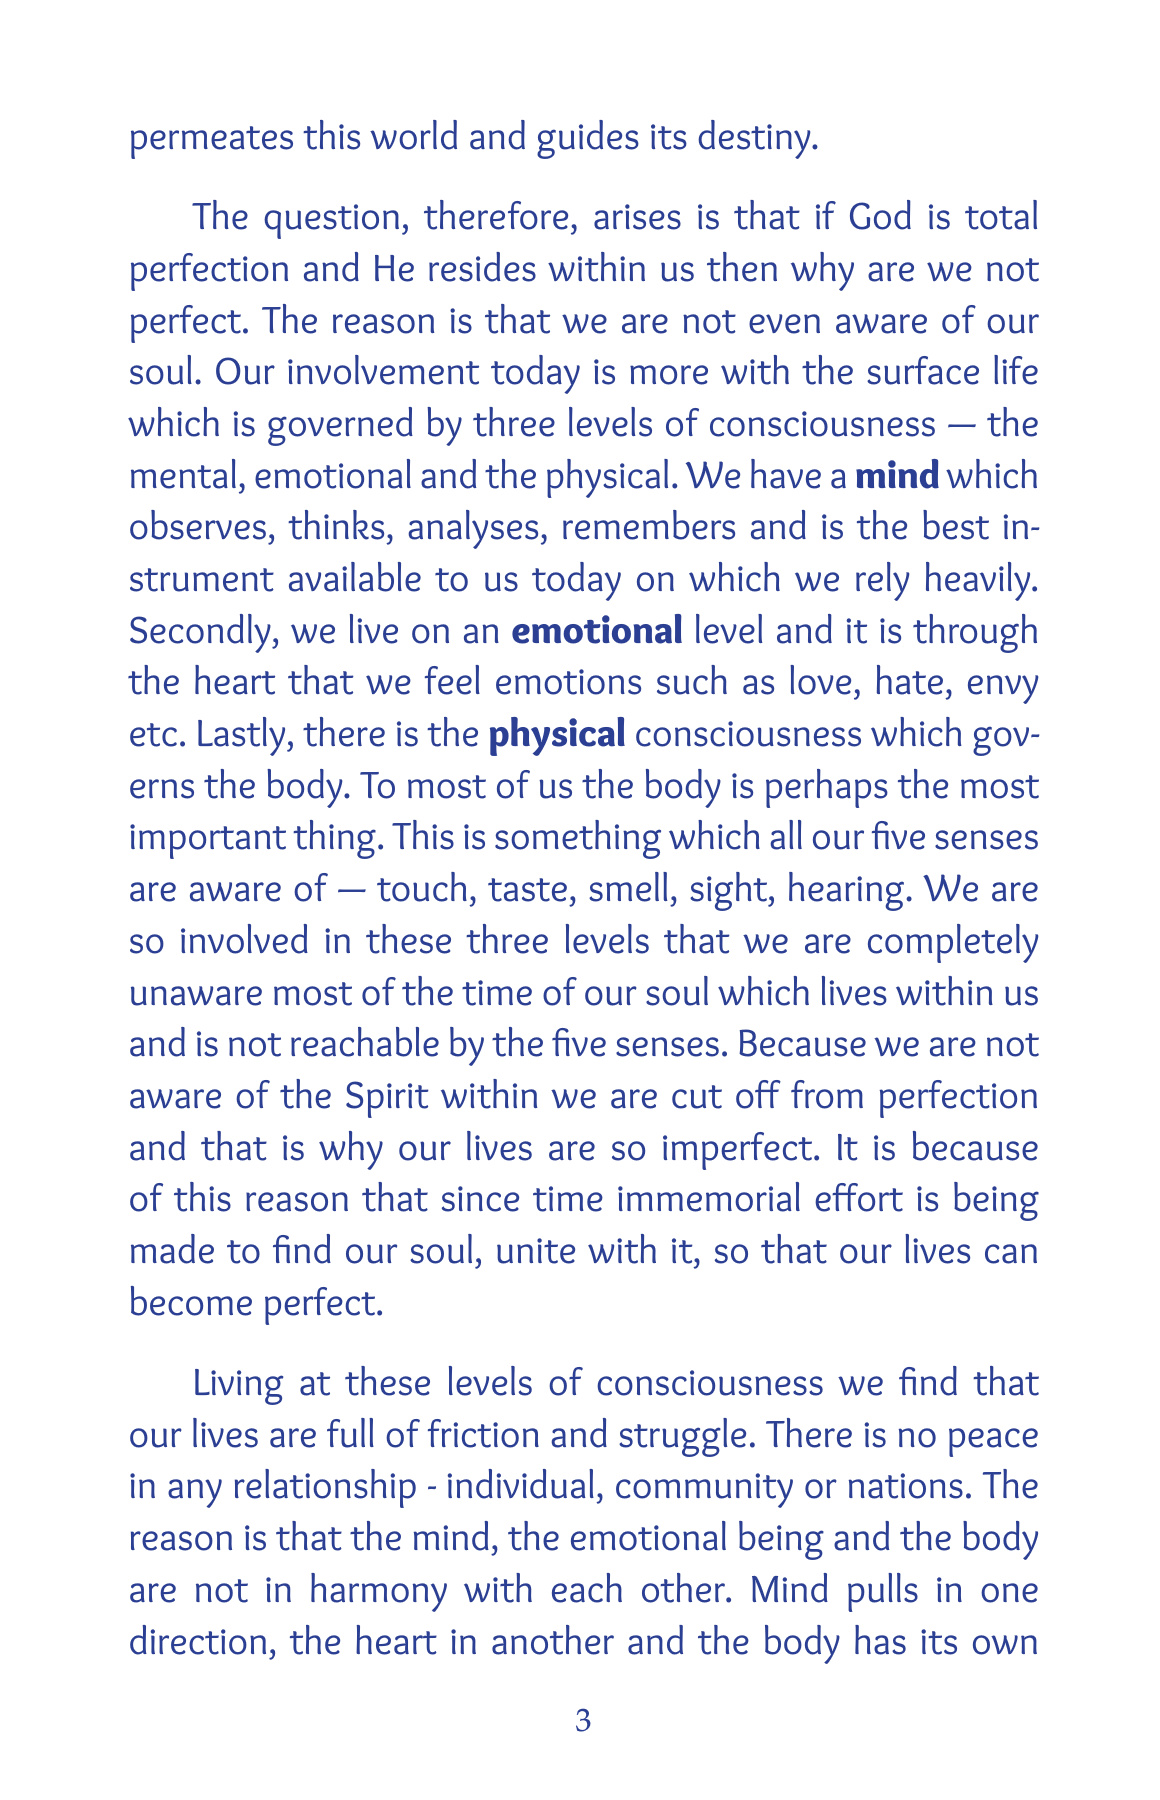 permeates this world and guides its destiny.
The question, therefore, arises is that if God is total
perfection and He resides within us then why are we not
perfect. The reason is that we are not even aware of our
soul. Our involvement today is more with the surface life
which is governed by three levels of consciousness — the
mental, emotional and the physical. We have a mind which
observes, thinks, analyses, remembers and is the best in-
strument available to us today on which we rely heavily.
Secondly, we live on an emotional level and it is through
the heart that we feel emotions such as love, hate, envy
etc. Lastly, there is the physical consciousness which gov-
erns the body. To most of us the body is perhaps the most
important thing. This is something which all our five senses
are aware of — touch, taste, smell, sight, hearing. We are
so involved in these three levels that we are completely
unaware most of the time of our soul which lives within us
and is not reachable by the five senses. Because we are not
aware of the Spirit within we are cut off from perfection
and that is why our lives are so imperfect. It is because
of this reason that since time immemorial effort is being
made to find our soul, unite with it, so that our lives can
become perfect.
Living at these levels of consciousness we find that
our lives are full of friction and struggle. There is no peace
in any relationship - individual, community or nations. The
reason is that the mind, the emotional being and the body
are not in harmony with each other. Mind pulls in one
direction, the heart in another and the body has its own
3